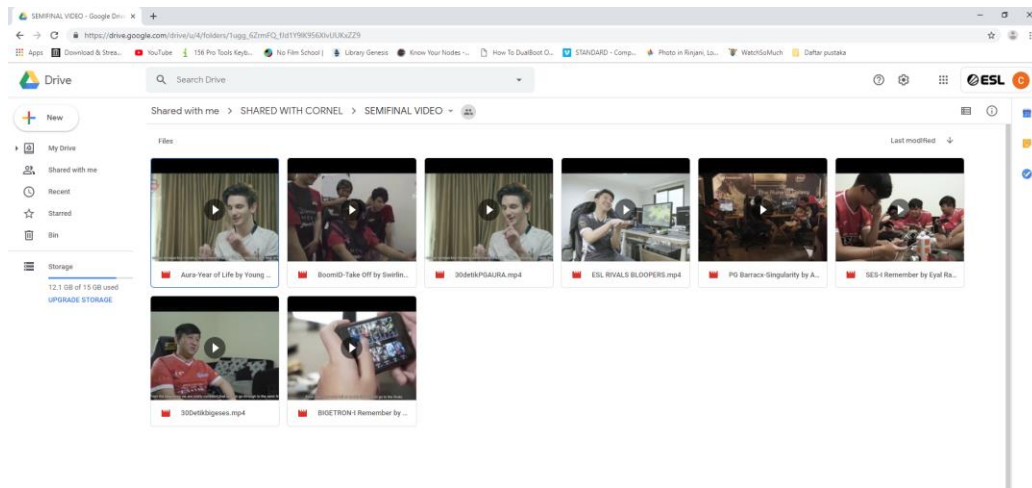 SEMIFINAL VIDEO - Google Driv
https://drive.google.com/drive/u/4/folders/
Apps Download & Strea... YouTube 156 Pro Tools Keyb... No Film School | Library Genesis Know Your Nodes -... How To DualBoot O... STANDARD - Comp... Photo in Rinjani, Lo... WatchSoMuch Daftar pustaka
Drive Search Drive ESL C
New Shared with me > SHARED WITH CORNEL > SEMIFINAL VIDEO
My Drive Files Last modified
Shared with me
Recent
Starred
Bin
Storage Aura-Year of Life by Young ... BoomID-Take Off by Swirlin... 30detikPGAURA.mp4 ESL RIVALS BLOOPERS.mp4 PG Barracx-Singularity by A... SES-I Remember by Eyal Ra...
12.1 GB of 15 GB used
UPGRADE STORAGE
30Detikbigeses.mp4 BIGETRON-I Remember by ...